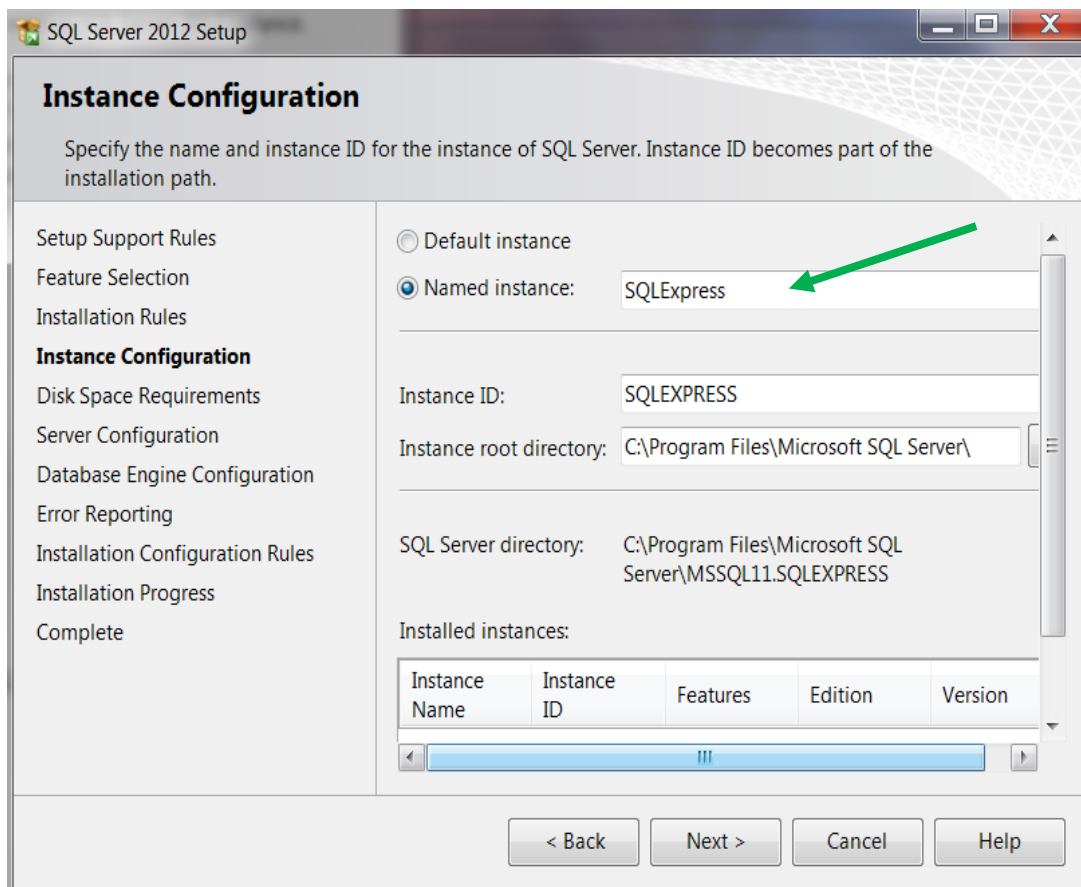 SQL Server 2012 Setup
Instance Configuration
Specify the name and instance ID for the instance of SQL Server. Instance ID becomes part of the
installation path.
Setup Support Rules
Feature Selection
Installation Rules
Instance Configuration
Disk Space Requirements
Server Configuration
Database Engine Configuration
Error Reporting
Installation Configuration Rules
Installation Progress
Complete
Default instance
Named instance: SQLExpress
Instance ID: SQLEXPRESS
Instance root directory: C:\Program Files\Microsoft SQL Server\
SQL Server directory: C:\Program Files\Microsoft SQL
Server\MSSQL11.SQLEXPRESS
Installed instances:
Instance Name Instance ID Features Edition Version
< Back Next > Cancel Help